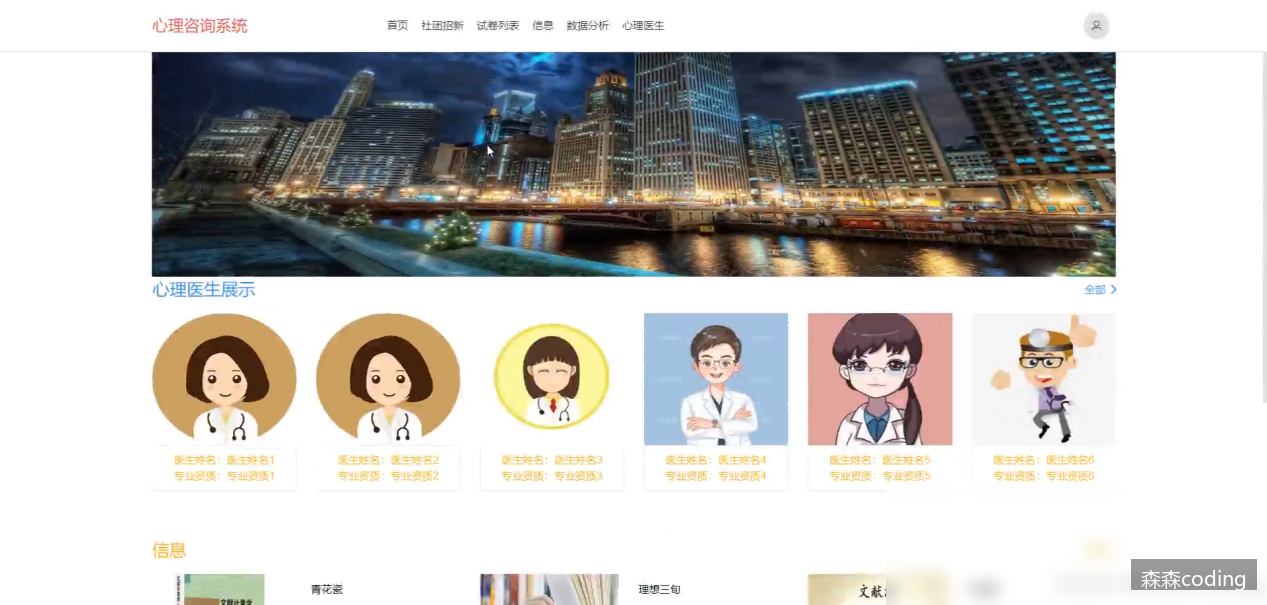 心理咨询系统
首页 社团招新 试卷列表 信息 数据分析 心理医生
心理医生展示
全部
医生姓名：医生姓名1
专业资质：专业资质1
医生姓名：医生姓名2
专业资质：专业资质2
医生姓名：医生姓名3
专业资质：专业资质3
医生姓名：医生姓名4
专业资质：专业资质4
医生姓名：医生姓名5
专业资质：专业资质5
医生姓名：医生姓名6
专业资质：专业资质6
信息
青花瓷
理想三旬
文献
森森coding